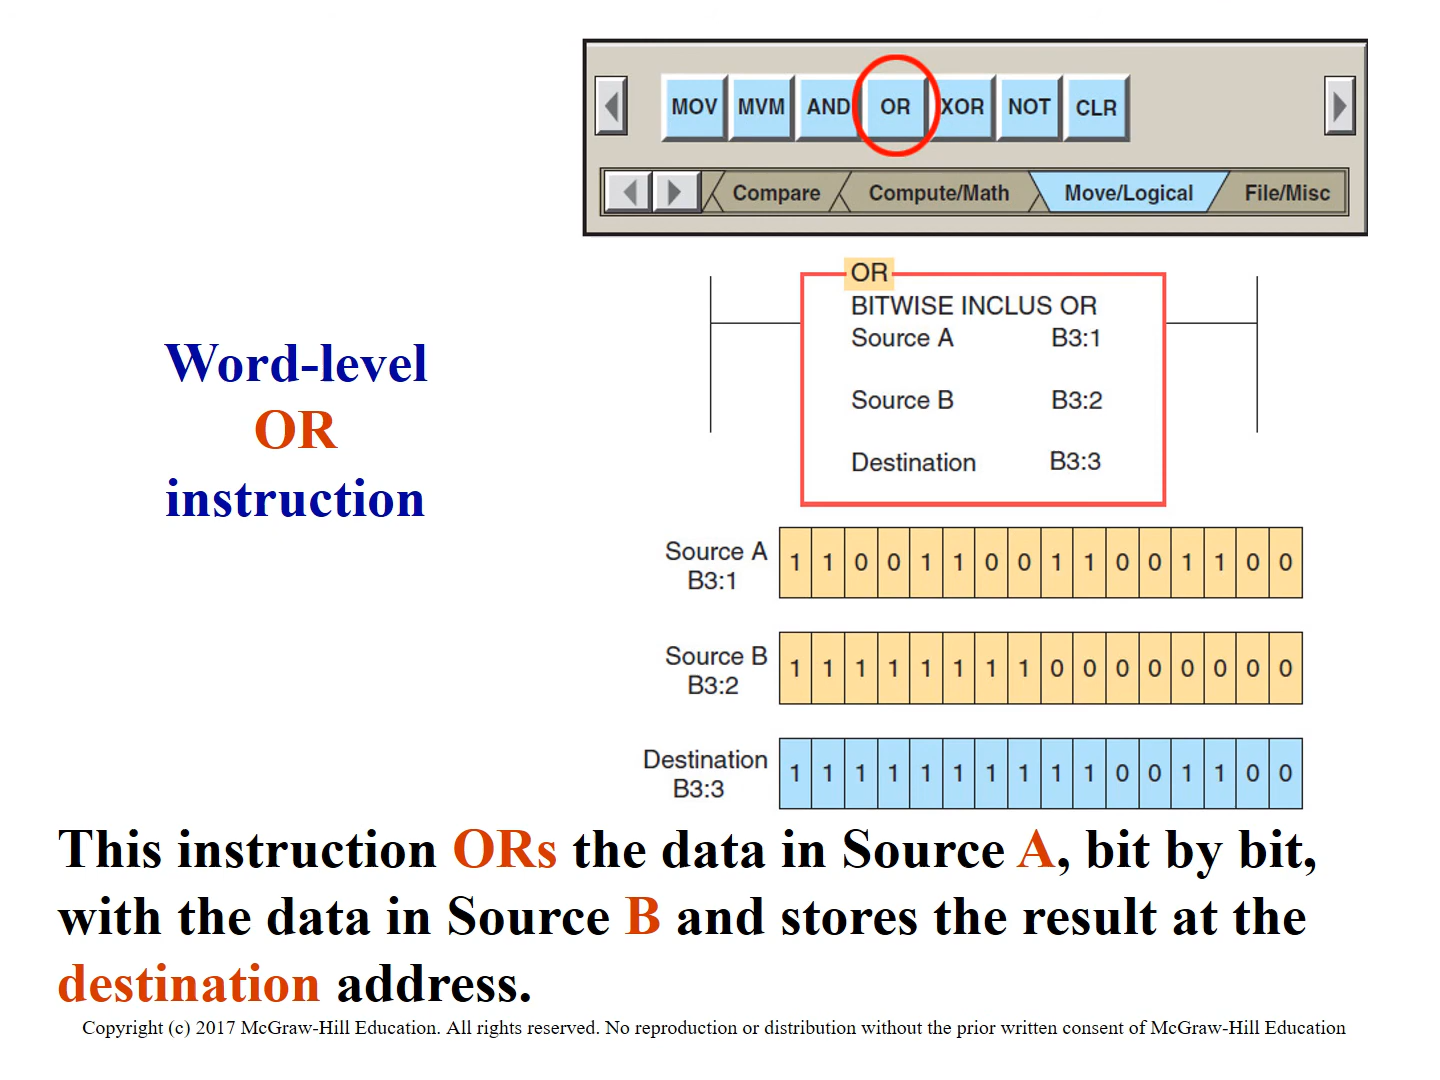 MOV MVM AND OR XOR NOT CLR
Compare Compute/Math Move/Logical File/Misc
OR
BITWISE INCLUS OR
Source A B3:1
Source B B3:2
Destination B3:3
Word-level
OR
instruction
Source A
B3:1
1 1 0 0 1 1 0 0 1 1 0 0 1 1 0 0
Source B
B3:2
1 1 1 1 1 1 1 1 0 0 0 0 0 0 0 0
Destination
B3:3
1 1 1 1 1 1 1 1 1 1 0 0 1 1 0 0
This instruction ORs the data in Source A, bit by bit,
with the data in Source B and stores the result at the
destination address.
Copyright (c) 2017 McGraw-Hill Education. All rights reserved. No reproduction or distribution without the prior written consent of McGraw-Hill Education